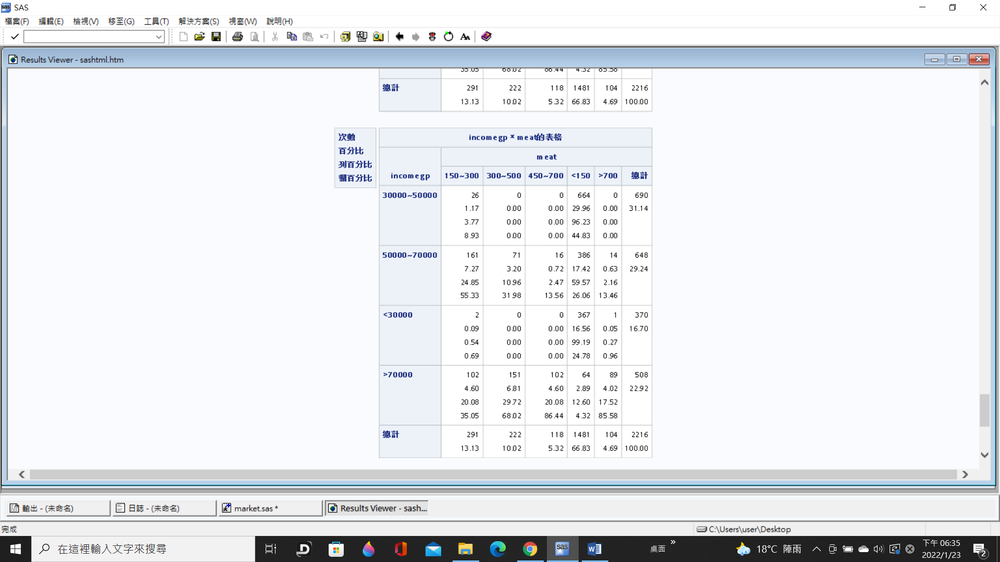 SAS
檔案(F) 編輯(E) 檢視(V) 移至(G) 工具(T) 解決方案(S) 視窗(W) 說明(H)
Results Viewer - sashtml.htm
35.05 68.02 86.44 4.32 85.58
總計 291 222 118 1481 104 2216
13.13 10.02 5.32 66.83 4.69 100.00
次數
百分比
列百分比
欄百分比
incomegp * meat的表格
meat
incomegp 150~300 300~500 450~700 <150 >700 總計
30000~50000 26 0 0 664 0 690
1.17 0.00 0.00 29.96 0.00 31.14
3.77 0.00 0.00 96.23 0.00
8.93 0.00 0.00 44.83 0.00
50000~70000 161 71 16 386 14 648
7.27 3.20 0.72 17.42 0.63 29.24
24.85 10.96 2.47 59.57 2.16
55.33 31.98 13.56 26.06 13.46
<30000 2 0 0 367 1 370
0.09 0.00 0.00 16.56 0.05 16.70
0.54 0.00 0.00 99.19 0.27
0.69 0.00 0.00 24.78 0.96
>70000 102 151 102 64 89 508
4.60 6.81 4.60 2.89 4.02 22.92
20.08 29.72 20.08 12.60 17.52
35.05 68.02 86.44 4.32 85.58
總計 291 222 118 1481 104 2216
13.13 10.02 5.32 66.83 4.69 100.00
輸出 - (未命名) 日誌 - (未命名) market.sas * Results Viewer - sash...
完成 C:\Users\user\Desktop
在這裡輸入文字來搜尋 桌面 18°C 陣雨 下午 06:35
2022/1/23 2